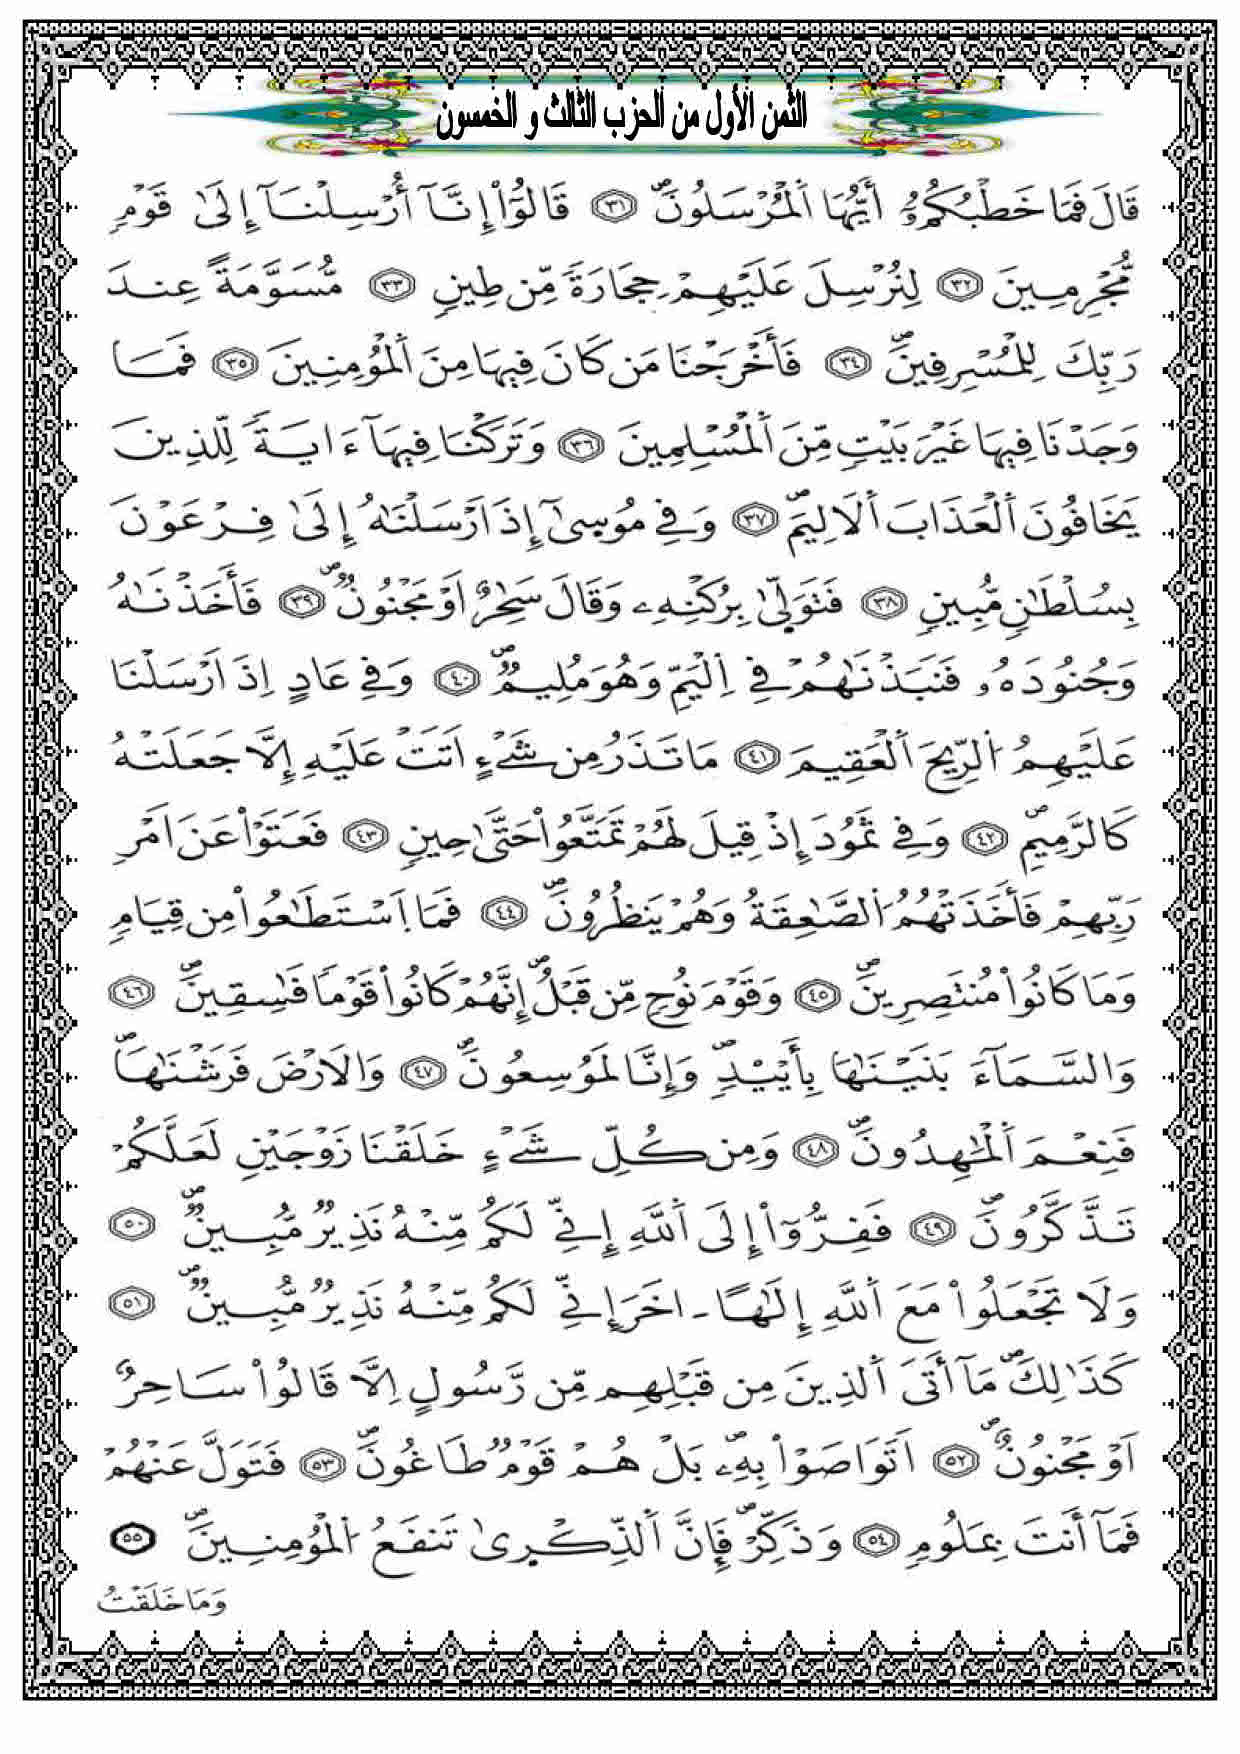 الثمن الأول من الحزب الثالث و الخمسون
قَالَ فَمَا خَطْبُكُمُۥٓ أَيُّهَا اَ۬لْمُرْسَلُونَۖ ٣١ قَالُوٓاْ إِنَّآ أُرْسِلْنَآ إِلَىٰ قَوْمٖ
مُّجْرِمِينَ ٣٢ لِنُرْسِلَ عَلَيْهِمْ حِجَارَةٗ مِّن طِينٖ ٣٣ مُّسَوَّمَةً عِندَ
رَبِّكَ لِلْمُسْرِفِينَۖ ٣٤ فَأَخْرَجْنَا مَن كَانَ فِيهَا مِنَ اَ۬لْمُؤْمِنِينَ ٣٥ فَمَا
وَجَدْنَا فِيهَا غَيْرَ بَيْتٖ مِّنَ اَ۬لْمُسْلِمِينَ ٣٦ وَتَرَكْنَا فِيهَآ ءَايَةٗ لِّلذِينَ
يَخَافُونَ اَ۬لْعَذَابَ اَ۬لَالِيمَۖ ٣٧ وَفِے مُوس۪يٰٓ إِذَ اَرْسَلْنَٰهُ إِلَىٰ فِرْعَوْنَ
بِسُلْطَٰنٖ مُّبِينٖ ٣٨ فَتَوَلّ۪يٰ بِرُكْنِهِۦ وَقَالَ سَٰحِرٌ اَوْ مَجْنُونٞۖ ٣٩ فَأَخَذْنَٰهُ
وَجُنُودَهُۥ فَنَبَذْنَٰهُمْ فِے اِ۬لْيَمِّ وَهُوَ مُلِيمٞۖ ٤٠ وَفِے عَادٍ اِذَ اَرْسَلْنَا
عَلَيْهِمُ اُ۬لرِّيحَ اَ۬لْعَقِيمَ ٤١ مَا تَذَرُ مِن شَےْءٍ اَتَتْ عَلَيْهِ إِلَّا جَعَلَتْهُ
كَالرَّمِيمِۖ ٤٢ وَفِے ثَمُودَ إِذْ قِيلَ لَهُمْ تَمَتَّعُواْ حَتَّىٰ حِينٖ ٤٣ فَعَتَوْاْ عَنَ اَمْرِ
رَبِّهِمْ فَأَخَذَتْهُمُ اُ۬لصَّٰعِقَةُ وَهُمْ يَنظُرُونَۖ ٤٤ فَمَا اَ۪سْتَطَٰعُواْ مِن قِيَامٖ
وَمَا كَانُواْ مُنتَصِرِينَۖ ٤٥ وَقَوْمَ نُوحٖ مِّن قَبْلُۖ إِنَّهُمْ كَانُواْ قَوْماٗ فَٰسِقِينَۖ ٤٦
وَالسَّمَآءَ بَنَيْنَٰهَا بِأَيْيْدٖۖ وَإِنَّا لَمُوسِعُونَۖ ٤٧ وَالَارْضَ فَرَشْنَٰهَاۖ
فَنِعْمَ اَ۬لْمَٰهِدُونَۖ ٤٨ وَمِن كُلِّ شَےْءٍ خَلَقْنَا زَوْجَيْنِ لَعَلَّكُمْ
تَذَّكَّرُونَۖ ٤٩ فَفِرُّوٓاْ إِلَى اَ۬للَّهِ إِنِّے لَكُم مِّنْهُ نَذِيرٞ مُّبِينٞۖ ٥٠
وَلَا تَجْعَلُواْ مَعَ اَ۬للَّهِ إِلَٰهاً اٰخَرَ إِنِّے لَكُم مِّنْهُ نَذِيرٞ مُّبِينٞۖ ٥١
كَذَٰلِكَۖ مَآ أَتَى اَ۬لذِينَ مِن قَبْلِهِم مِّن رَّسُولٍ اِلَّا قَالُواْ سَاحِرٌ
اَوْ مَجْنُونٌۖ ٥٢ اَتَوَاصَوْاْ بِهِۦۖ بَلْ هُمْ قَوْمٞ طَاغُونَۖ ٥٣ فَتَوَلَّ عَنْهُمْ
فَمَآ أَنتَ بِمَلُومٖ ٥٤ وَذَكِّرْۖ فَإِنَّ اَ۬لذِّكْر۪ىٰ تَنفَعُ اُ۬لْمُؤْمِنِينَۖ ٥٥
وَمَا خَلَقْتُ